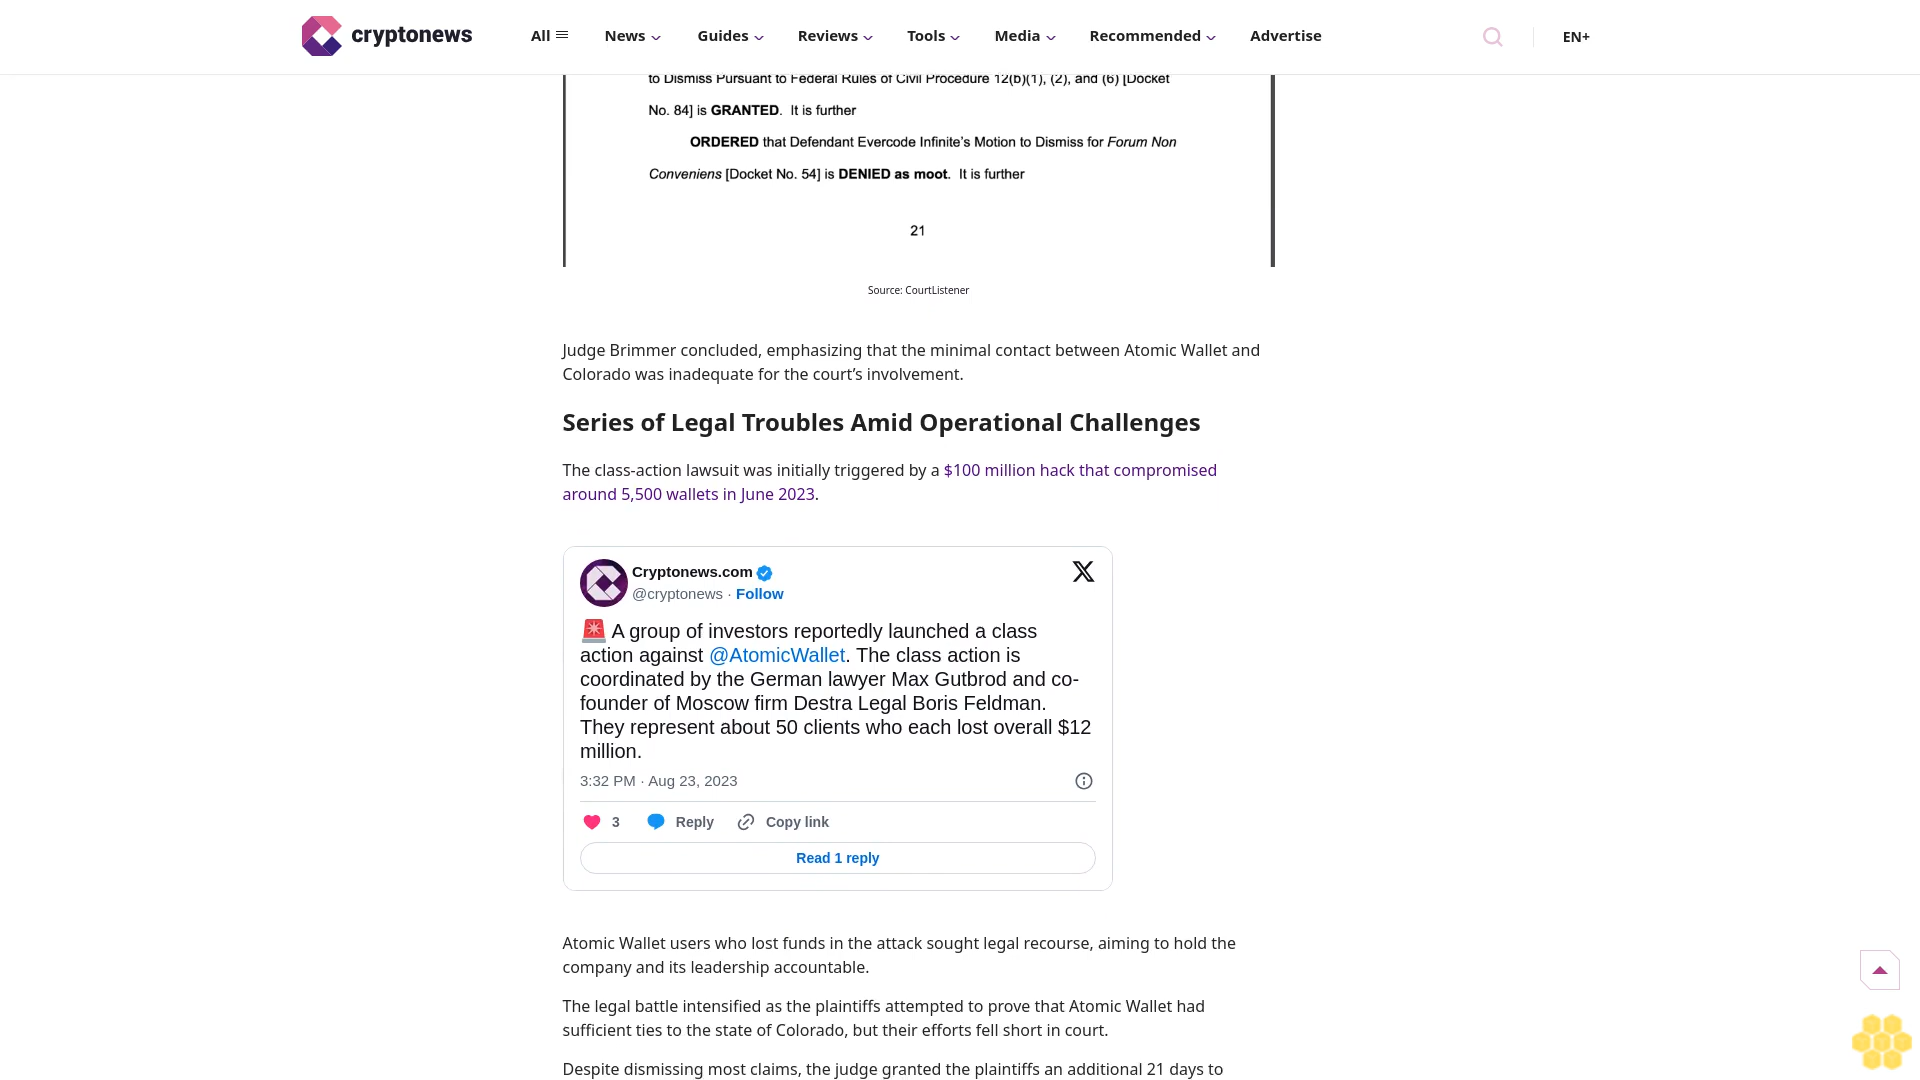 cryptonews
All News Guides Reviews Tools Media Recommended Advertise EN+
to Dismiss Pursuant to Federal Rules of Civil Procedure 12(b)(1), (2), and (6) [Docket
No. 84] is GRANTED. It is further
ORDERED that Defendant Evercode Infinite's Motion to Dismiss for Forum Non
Conveniens [Docket No. 54] is DENIED as moot. It is further
21
Source: CourtListener
Judge Brimmer concluded, emphasizing that the minimal contact between Atomic Wallet and
Colorado was inadequate for the court’s involvement.
Series of Legal Troubles Amid Operational Challenges
The class-action lawsuit was initially triggered by a $100 million hack that compromised
around 5,500 wallets in June 2023.
Cryptonews.com
@cryptonews · Follow
🚨 A group of investors reportedly launched a class
action against @AtomicWallet. The class action is
coordinated by the German lawyer Max Gutbrod and co-
founder of Moscow firm Destra Legal Boris Feldman.
They represent about 50 clients who each lost overall $12
million.
3:32 PM · Aug 23, 2023
3 Reply Copy link
Read 1 reply
Atomic Wallet users who lost funds in the attack sought legal recourse, aiming to hold the
company and its leadership accountable.
The legal battle intensified as the plaintiffs attempted to prove that Atomic Wallet had
sufficient ties to the state of Colorado, but their efforts fell short in court.
Despite dismissing most claims, the judge granted the plaintiffs an additional 21 days to